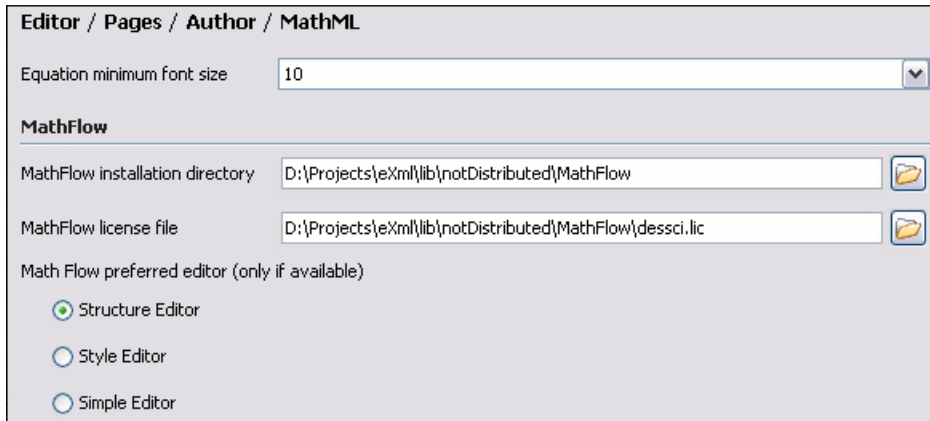 Editor / Pages / Author / MathML
Equation minimum font size 10
MathFlow
MathFlow installation directory D:\Projects\eXml\lib\notDistributed\MathFlow
MathFlow license file D:\Projects\eXml\lib\notDistributed\MathFlow\dessci.lic
Math Flow preferred editor (only if available)
Structure Editor
Style Editor
Simple Editor